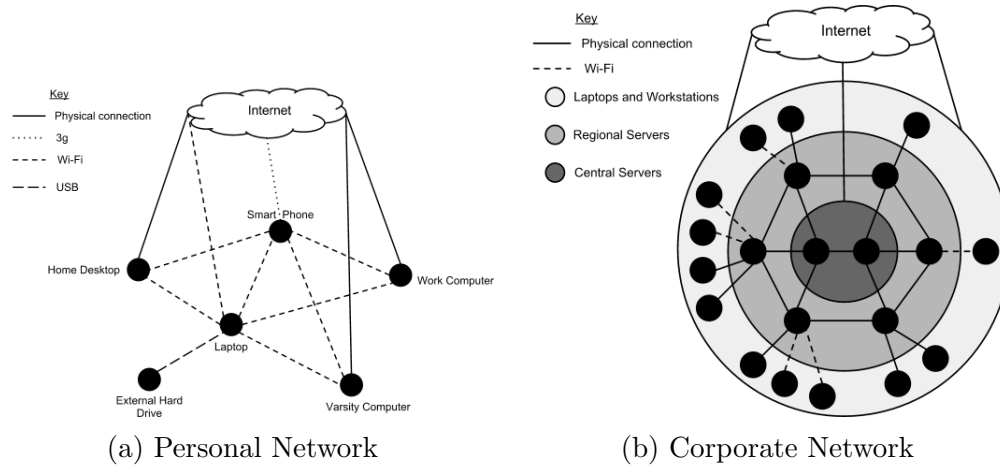 Key
Physical connection
3g
Wi-Fi
USB
Internet
Smart Phone
Home Desktop
Work Computer
Laptop
External Hard
Drive
Varsity Computer
(a) Personal Network
Key
Physical connection
Wi-Fi
Laptops and Workstations
Regional Servers
Central Servers
Internet
(b) Corporate Network